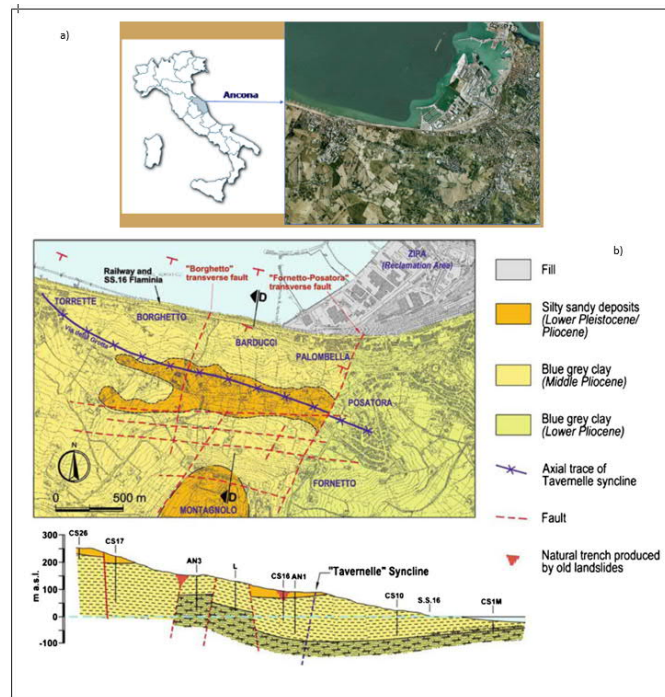 a)
Ancona
b)
ZIPA
(Reclamation Area)
"Borghetto"
transverse fault
"Fornetto-Posatora"
transverse fault
Railway and
SS.16 Flaminia
TORRETTE
BORGHETTO
D
BARDUCCI
Via della Grotta
PALOMBELLA
POSATORA
N
FORNETTO
D
0 500 m
MONTAGNOLO
Fill
Silty sandy deposits
(Lower Pleistocene/
Pliocene)
Blue grey clay
(Middle Pliocene)
Blue grey clay
(Lower Pliocene)
Axial trace of
Tavernelle syncline
Fault
Natural trench produced
by old landslides
m a.s.l.
300
200
100
0
-100
CS26
CS17
AN3
L
CS16
AN1
"Tavernelle" Syncline
CS10
S.S.16
CS1M